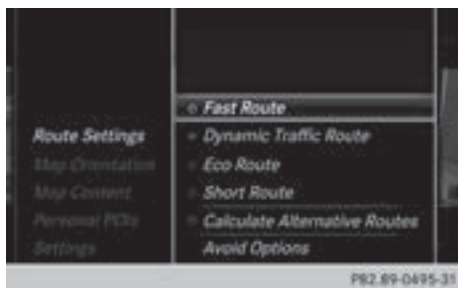 Fast Route
Route Settings
Dynamic Traffic Route
Map Orientation
Eco Route
Map Content
Short Route
Personal POIs
Calculate Alternative Routes
Settings
Avoid Options
P82.89-0495-31